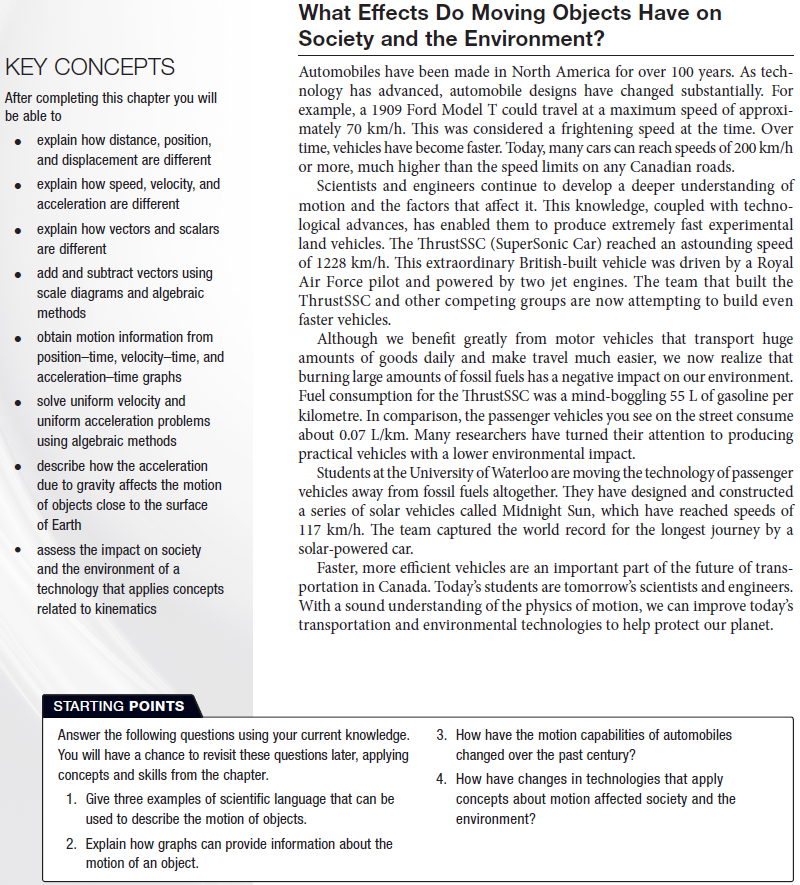 KEY CONCEPTS
After completing this chapter you will
be able to
• explain how distance, position,
and displacement are different
• explain how speed, velocity, and
acceleration are different
• explain how vectors and scalars
are different
• add and subtract vectors using
scale diagrams and algebraic
methods
• obtain motion information from
position–time, velocity–time, and
acceleration–time graphs
• solve uniform velocity and
uniform acceleration problems
using algebraic methods
• describe how the acceleration
due to gravity affects the motion
of objects close to the surface
of Earth
• assess the impact on society
and the environment of a
technology that applies concepts
related to kinematics
What Effects Do Moving Objects Have on
Society and the Environment?
Automobiles have been made in North America for over 100 years. As tech-
nology has advanced, automobile designs have changed substantially. For
example, a 1909 Ford Model T could travel at a maximum speed of approxi-
mately 70 km/h. This was considered a frightening speed at the time. Over
time, vehicles have become faster. Today, many cars can reach speeds of 200 km/h
or more, much higher than the speed limits on any Canadian roads.
Scientists and engineers continue to develop a deeper understanding of
motion and the factors that affect it. This knowledge, coupled with techno-
logical advances, has enabled them to produce extremely fast experimental
land vehicles. The ThrustSSC (SuperSonic Car) reached an astounding speed
of 1228 km/h. This extraordinary British-built vehicle was driven by a Royal
Air Force pilot and powered by two jet engines. The team that built the
ThrustSSC and other competing groups are now attempting to build even
faster vehicles.
Although we benefit greatly from motor vehicles that transport huge
amounts of goods daily and make travel much easier, we now realize that
burning large amounts of fossil fuels has a negative impact on our environment.
Fuel consumption for the ThrustSSC was a mind-boggling 55 L of gasoline per
kilometre. In comparison, the passenger vehicles you see on the street consume
about 0.07 L/km. Many researchers have turned their attention to producing
practical vehicles with a lower environmental impact.
Students at the University of Waterloo are moving the technology of passenger
vehicles away from fossil fuels altogether. They have designed and constructed
a series of solar vehicles called Midnight Sun, which have reached speeds of
117 km/h. The team captured the world record for the longest journey by a
solar-powered car.
Faster, more efficient vehicles are an important part of the future of trans-
portation in Canada. Today's students are tomorrow's scientists and engineers.
With a sound understanding of the physics of motion, we can improve today's
transportation and environmental technologies to help protect our planet.
STARTING POINTS
Answer the following questions using your current knowledge.
You will have a chance to revisit these questions later, applying
concepts and skills from the chapter.
1. Give three examples of scientific language that can be
used to describe the motion of objects.
2. Explain how graphs can provide information about the
motion of an object.
3. How have the motion capabilities of automobiles
changed over the past century?
4. How have changes in technologies that apply
concepts about motion affected society and the
environment?